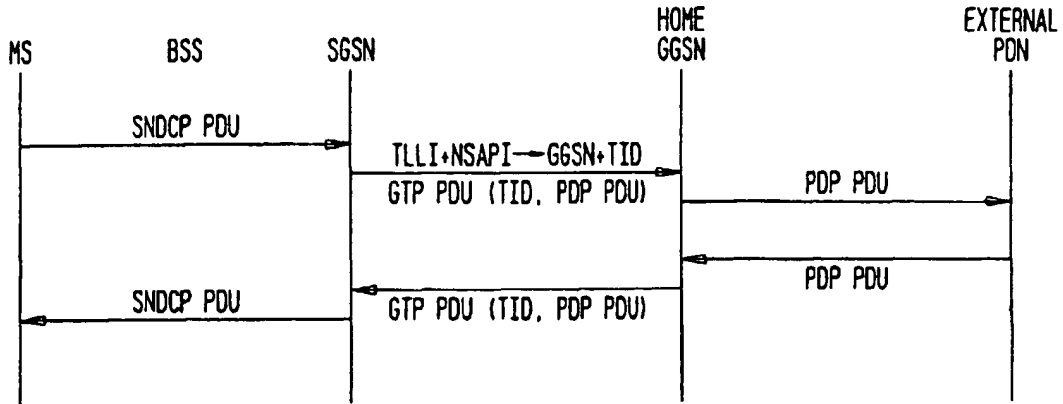 MS
BSS
SGSN
HOME
GGSN
EXTERNAL
PDN
SNDCP PDU
TLLI+NSAPI→GGSN+TID
GTP PDU (TID, PDP PDU)
PDP PDU
PDP PDU
GTP PDU (TID, PDP PDU)
SNDCP PDU